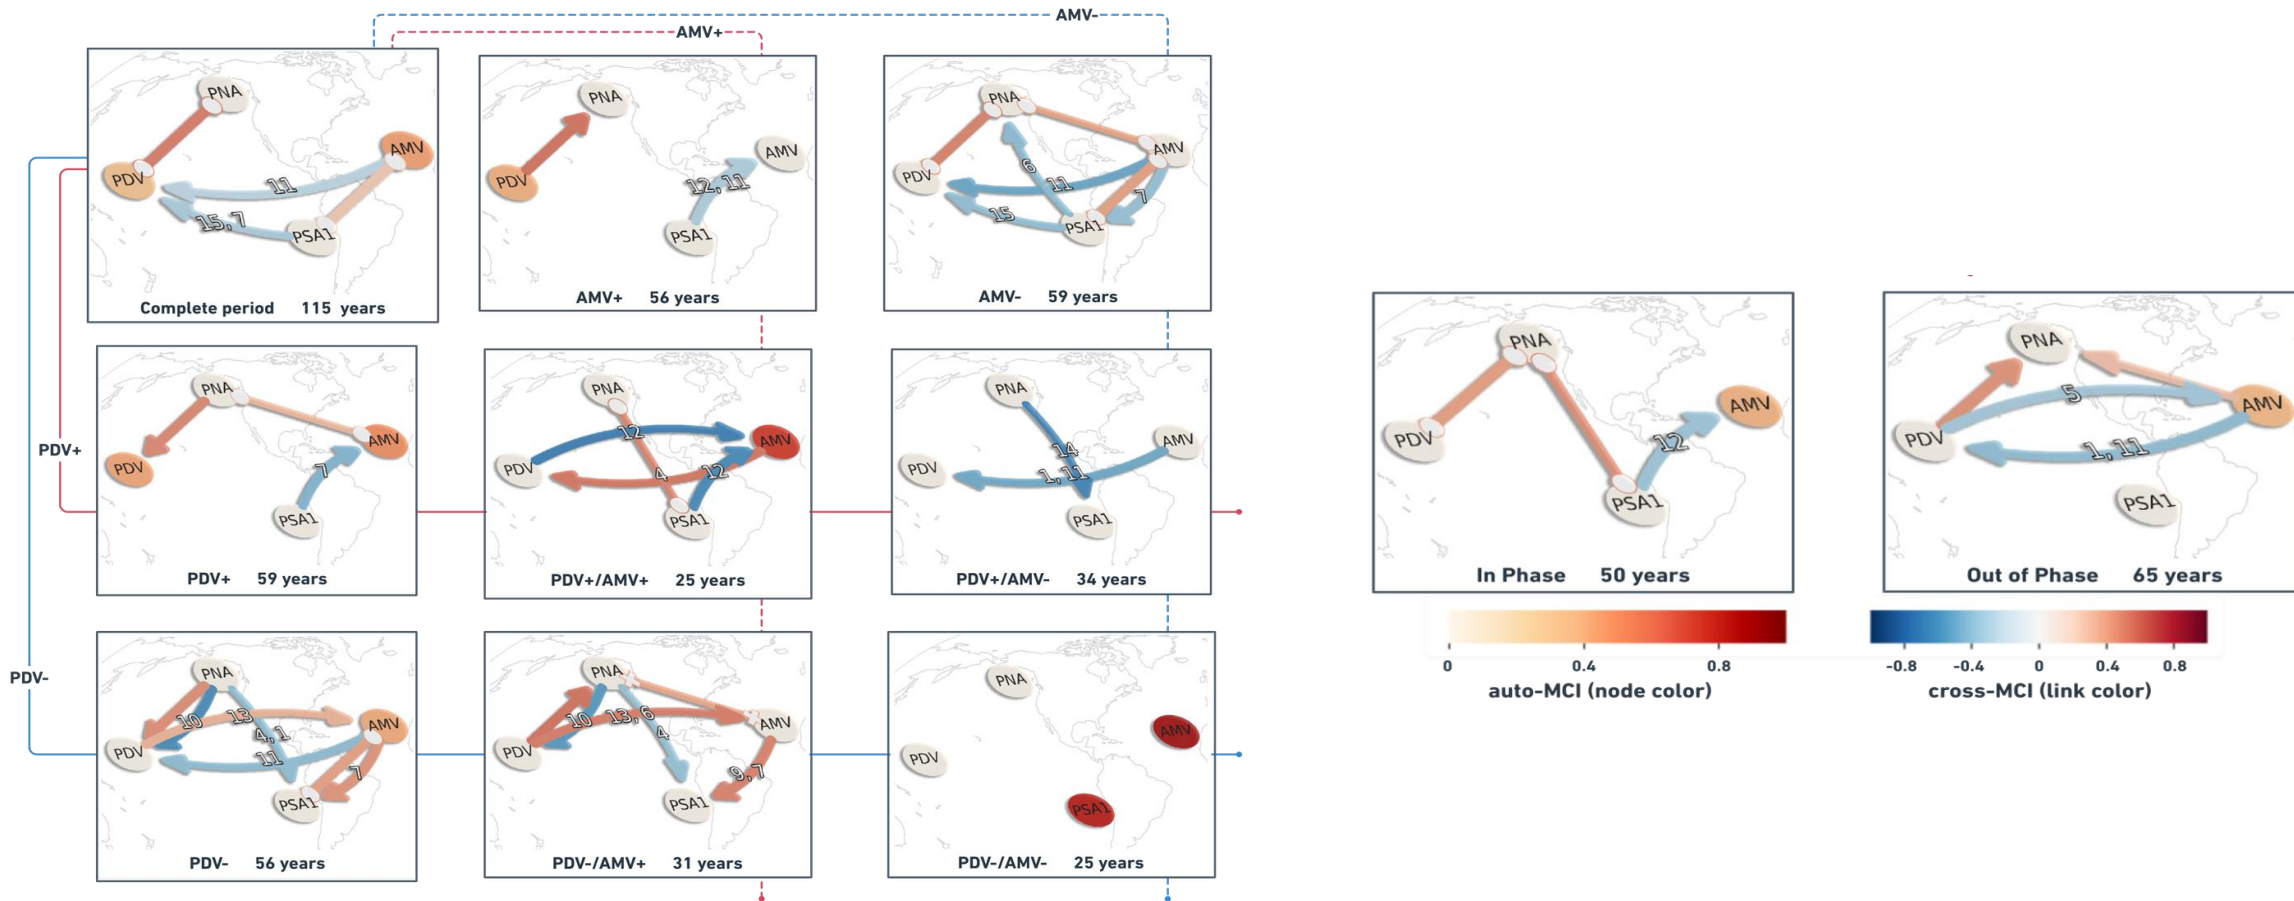 AMV-
AMV+
PNA
AMV
PDV
11
15, 7
PSA1
Complete period 115 years
PNA
AMV
PDV
12, 11
PSA1
AMV+ 56 years
PNA
AMV
PDV
6
11
7
15
PSA1
AMV- 59 years
PDV+
PNA
AMV
PDV
7
PSA1
PDV+ 59 years
PNA
12
AMV
PDV
4
12
PSA1
PDV+/AMV+ 25 years
PNA
AMV
14
PDV
1, 11
PSA1
PDV+/AMV- 34 years
PDV-
PNA
10
13
AMV
4, 1
PDV
11
7
PSA1
PDV- 56 years
PNA
10
13, 6
AMV
4
PDV
9, 7
PSA1
PDV-/AMV+ 31 years
PNA
AMV
PDV
PSA1
PDV-/AMV- 25 years
PNA
AMV
PDV
12
PSA1
In Phase 50 years
PNA
5
AMV
PDV
1, 11
PSA1
Out of Phase 65 years
0 0.4 0.8
auto-MCI (node color)
-0.8 -0.4 0 0.4 0.8
cross-MCI (link color)